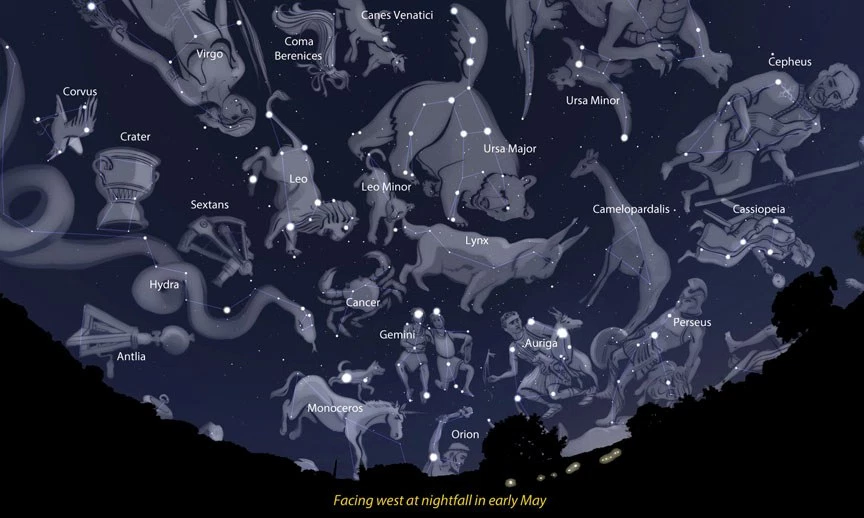 Canes Venatici
Virgo
Coma
Berenices
Cepheus
Corvus
Ursa Minor
Crater
Ursa Major
Leo
Leo Minor
Sextans
Camelopardalis
Cassiopeia
Lynx
Hydra
Cancer
Perseus
Gemini
Auriga
Antlia
Monoceros
Orion
Facing west at nightfall in early May